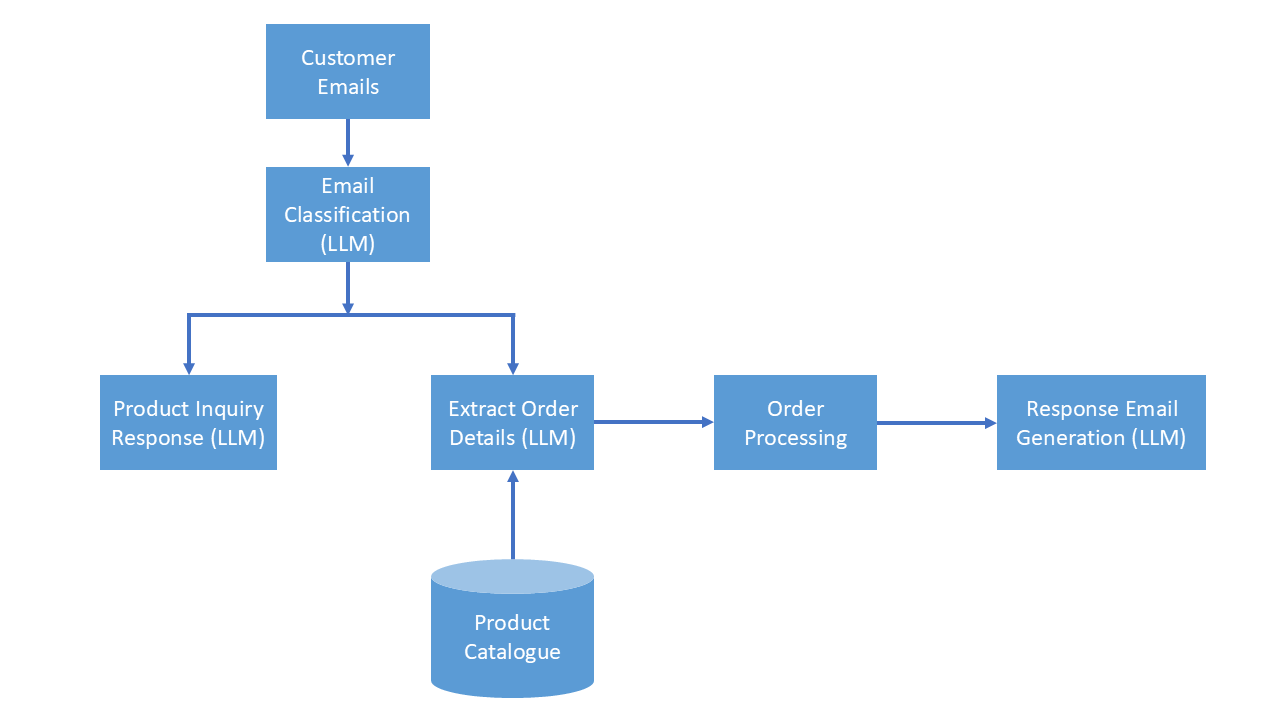 Customer
Emails
Email
Classification
(LLM)
Product Inquiry
Response (LLM)
Extract Order
Details (LLM)
Order
Processing
Response Email
Generation (LLM)
Product
Catalogue